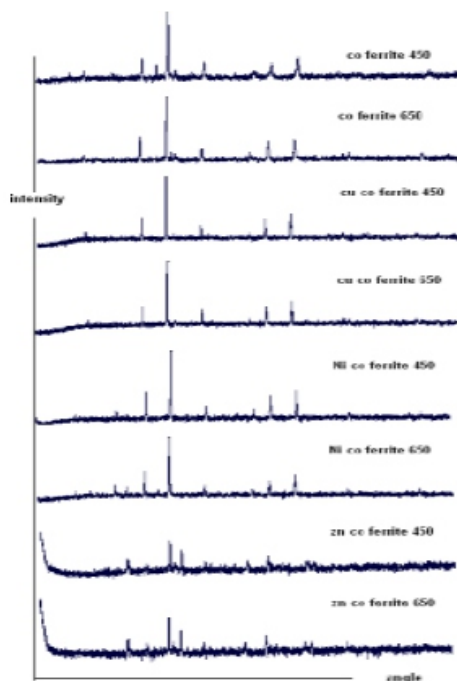 co ferrite 450
co ferrite 650
intensity
cu co ferrite 450
cu co ferrite 650
Ni co ferrite 450
Ni co ferrite 650
zn co ferrite 450
zn co ferrite 650
angle